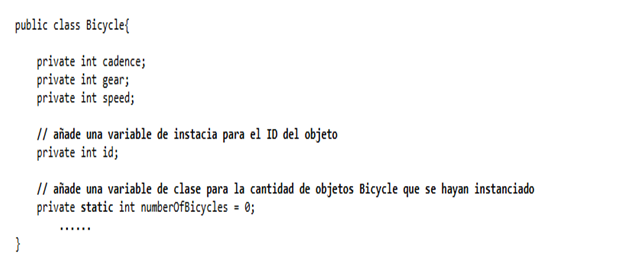 public class Bicycle{
private int cadence;
private int gear;
private int speed;
// añade una variable de instacia para el ID del objeto
private int id;
// añade una variable de clase para la cantidad de objetos Bicycle que se hayan instanciado
private static int numberOfBicycles = 0;
......
}